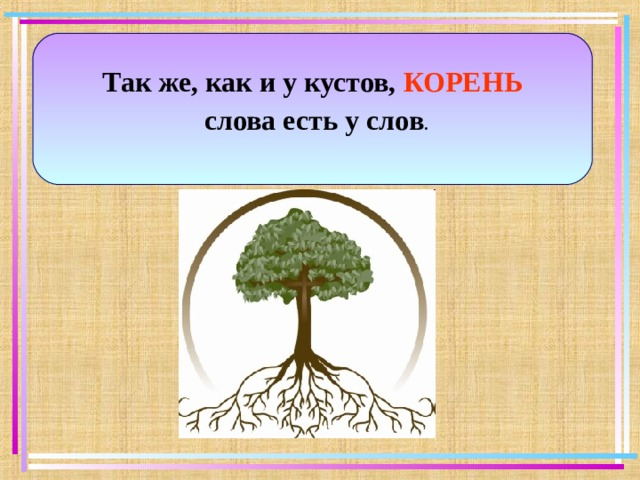 Так же, как и у кустов, КОРЕНЬ
слова есть у слов.